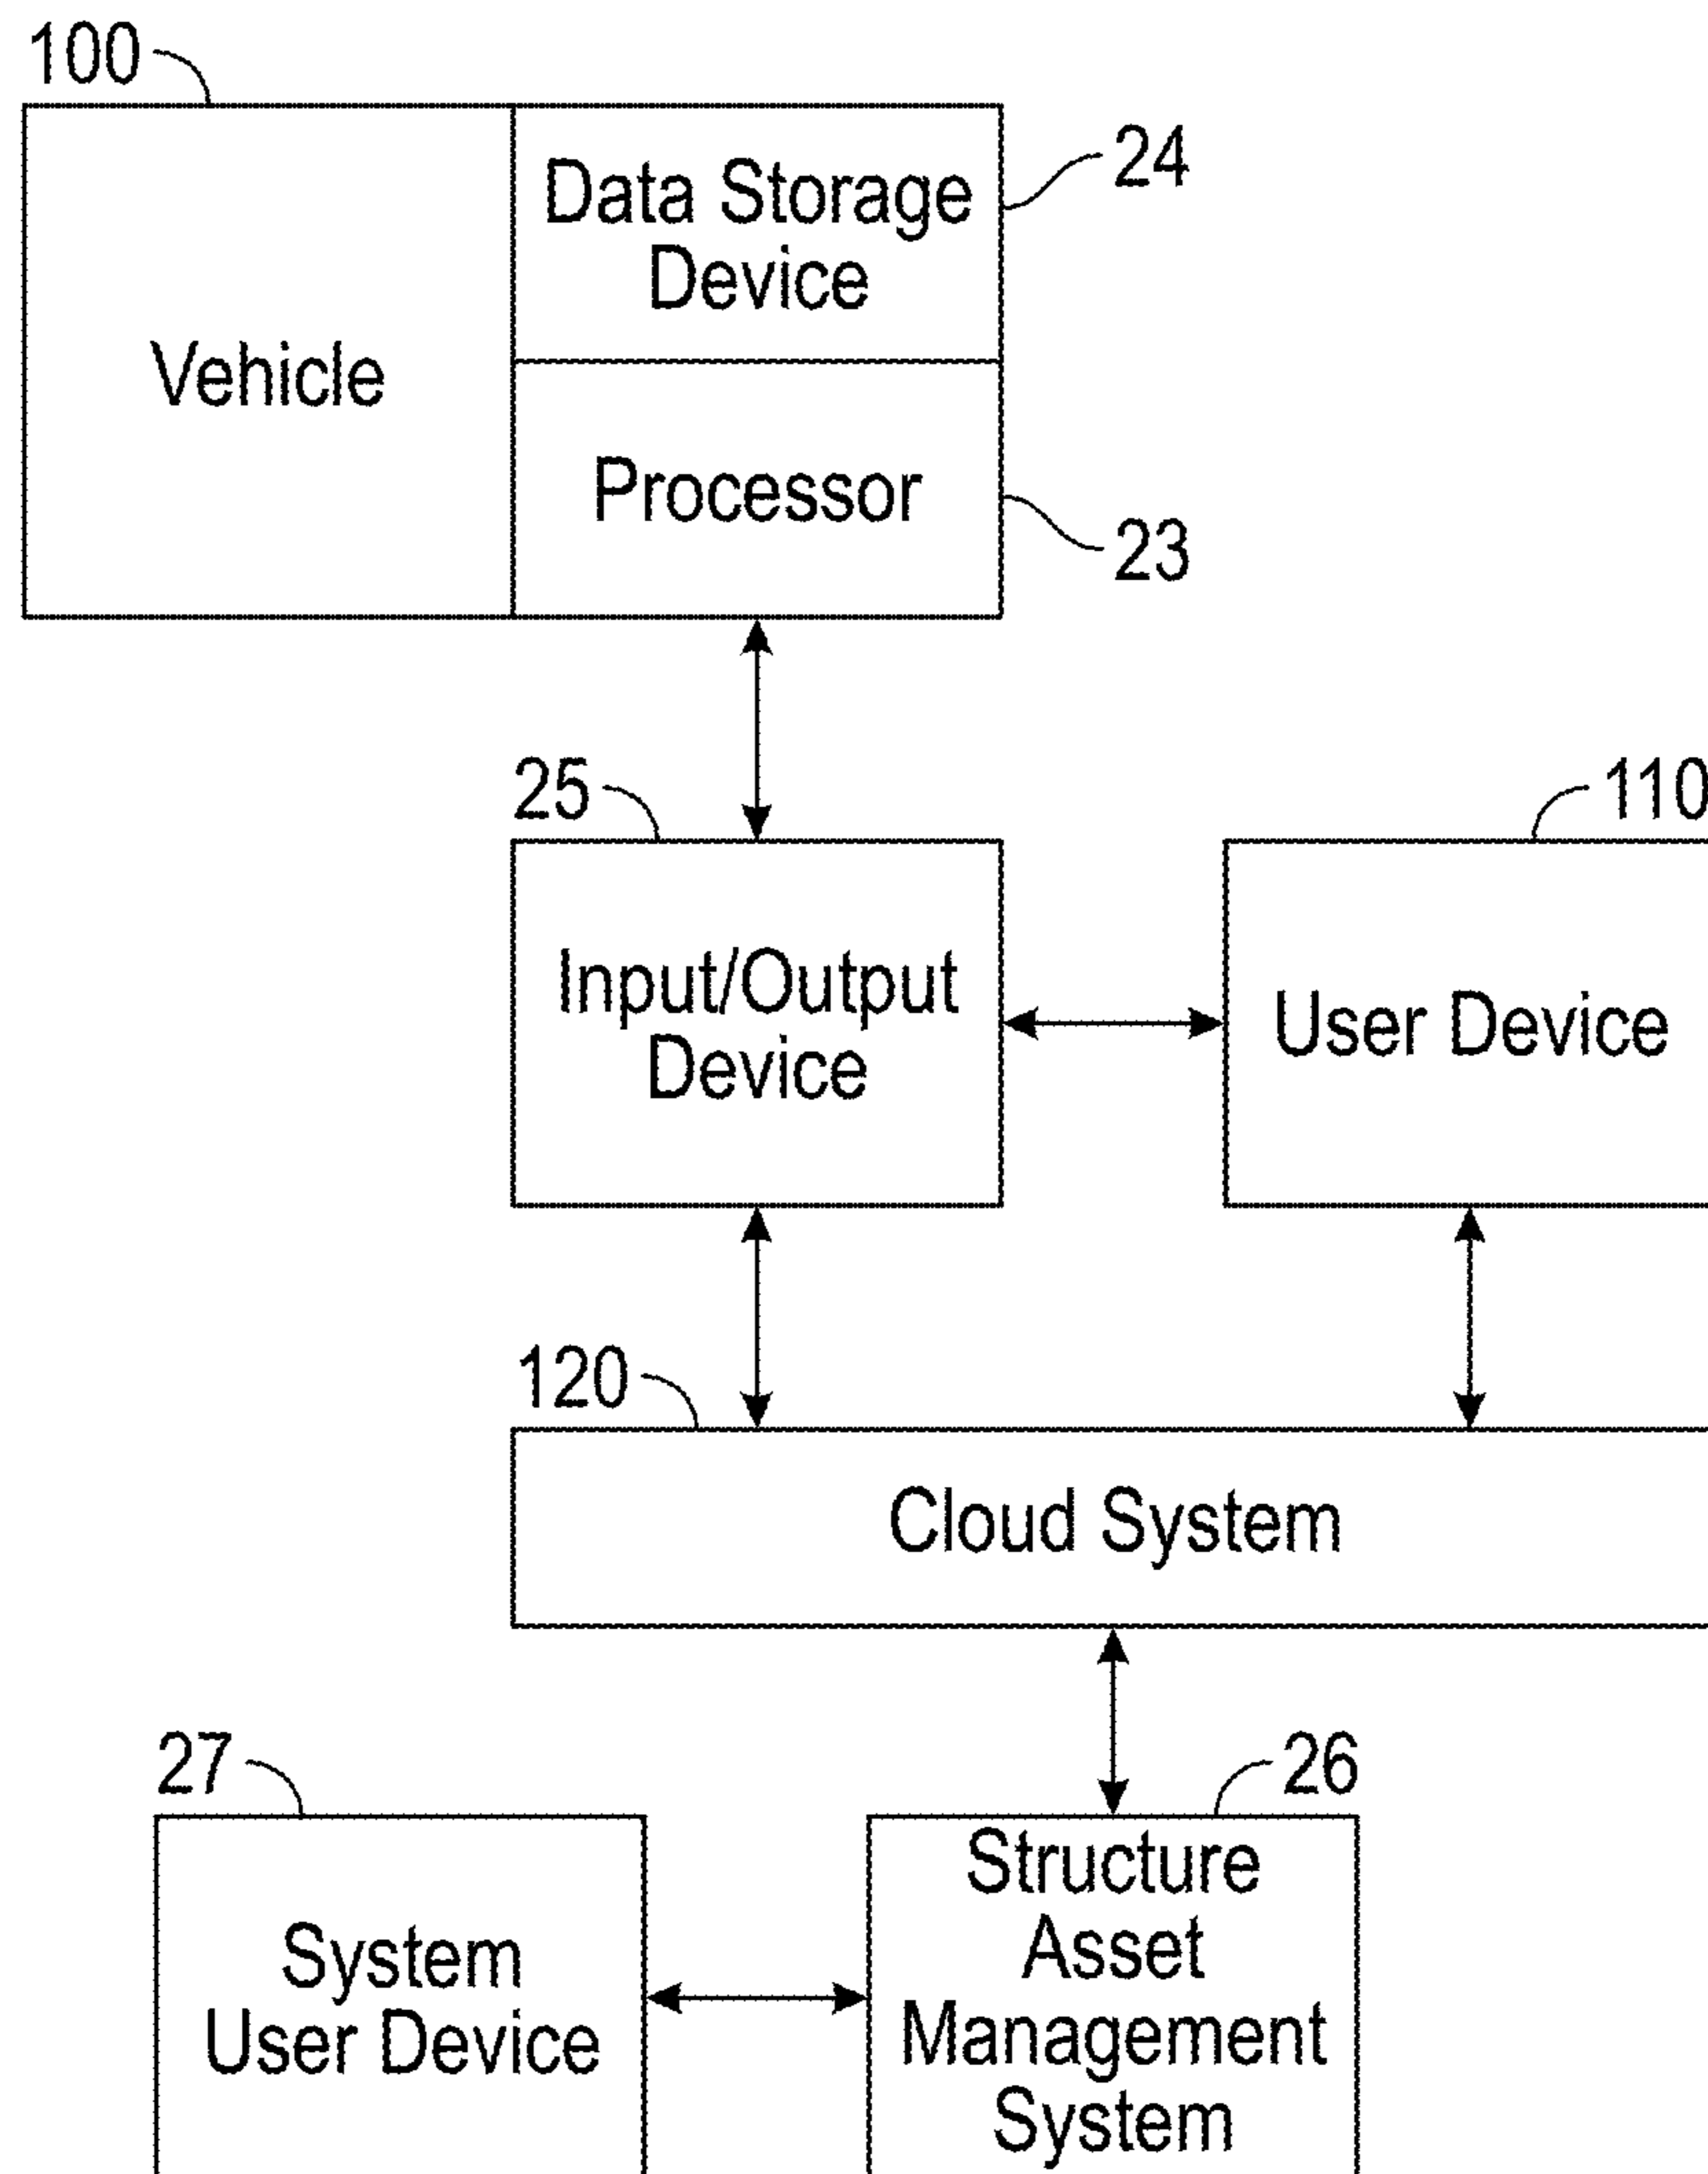 100
Data Storage
Device
24
Vehicle
Processor
23
25
110
Input/Output
Device
User Device
120
Cloud System
27
26
System
User Device
Structure
Asset
Management
System